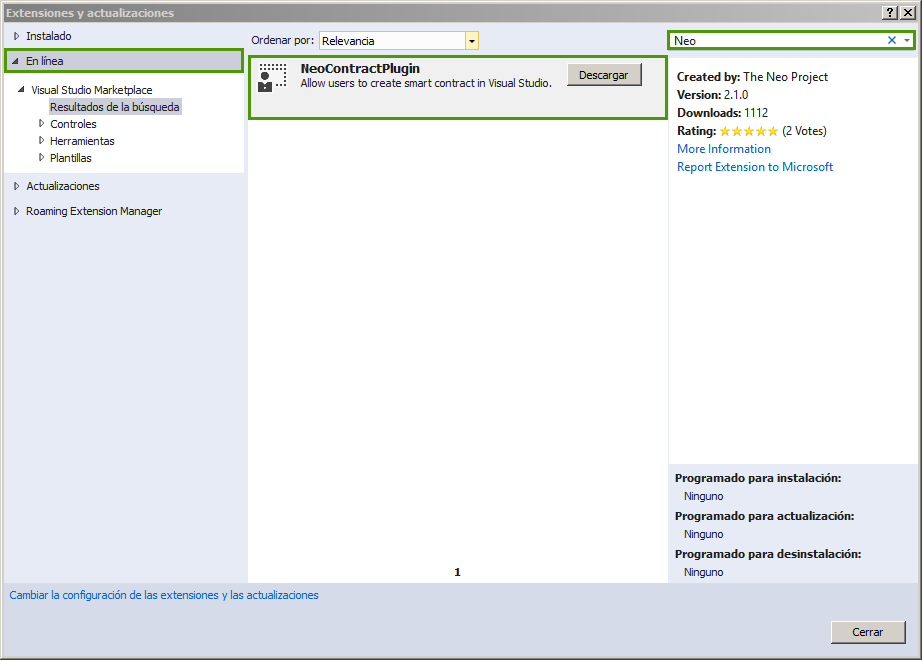 Extensiones y actualizaciones
?
Instalado
En línea
Visual Studio Marketplace
Resultados de la búsqueda
Controles
Herramientas
Plantillas
Actualizaciones
Roaming Extension Manager
Ordenar por: Relevancia
NeoContractPlugin
Allow users to create smart contract in Visual Studio.
Descargar
1
Neo
Created by: The Neo Project
Version: 2.1.0
Downloads: 1112
Rating: (2 Votes)
More Information
Report Extension to Microsoft
Programado para instalación:
Ninguno
Programado para actualización:
Ninguno
Programado para desinstalación:
Ninguno
Cambiar la configuración de las extensiones y las actualizaciones
Cerrar